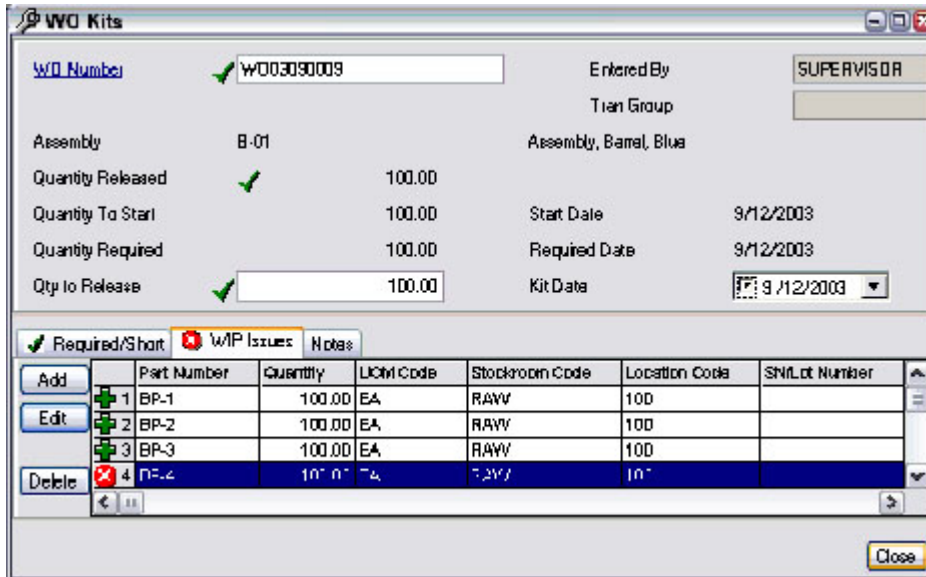 WO Kits
WO Number W003090009 Entered By SUPERVISOR
Tran Group
Assembly B-01 Assembly, Barrel, Blue
Quantity Released 100.00
Quantity To Start 100.00 Start Date 9/12/2003
Quantity Required 100.00 Required Date 9/12/2003
Qty to Release 100.00 Kit Date 9/12/2003
Required/Short WIP Issues Notes
Add Part Number Quantity UOM Code Stockroom Code Location Code SN/Lot Number
1 BP-1 100.00 EA RAW 100
Edit 2 BP-2 100.00 EA RAW 100
3 BP-3 100.00 EA RAW 100
Delete 4
Close